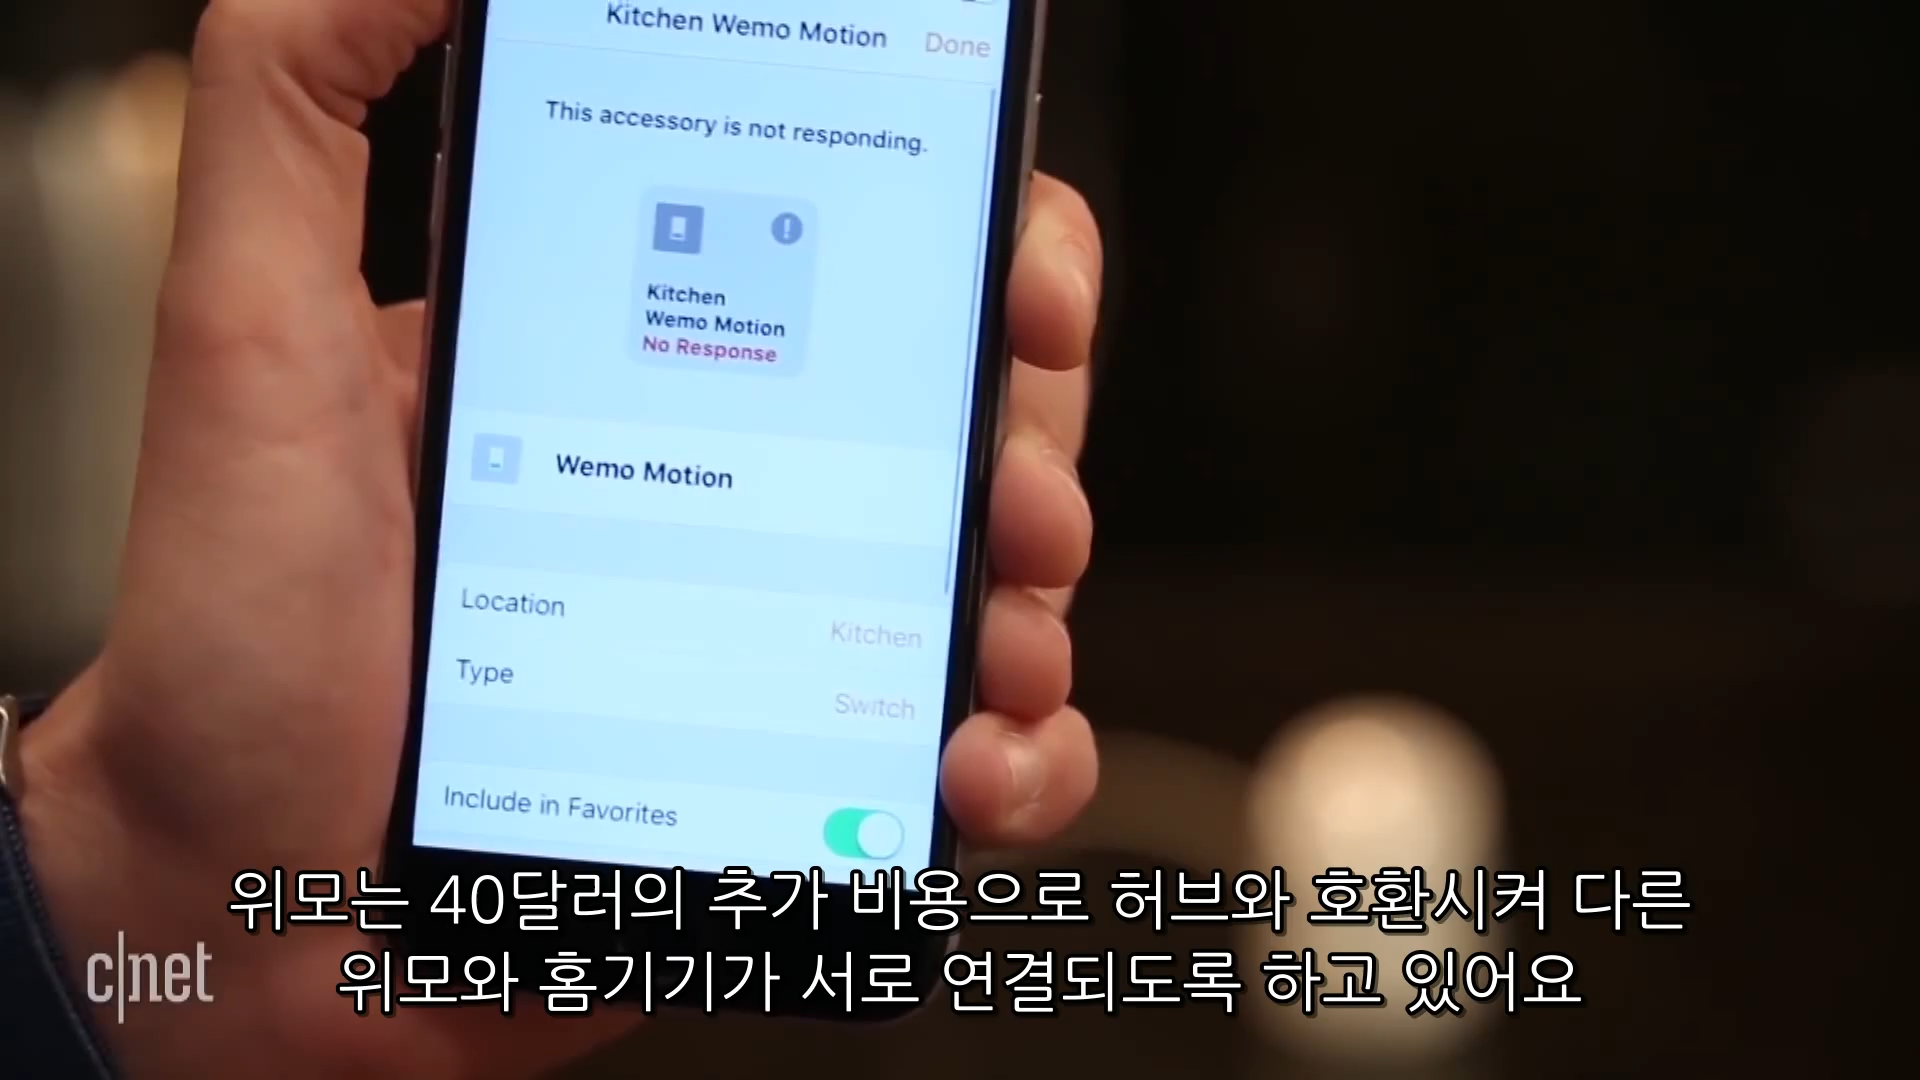 Kitchen Wemo Motion
Done
This accessory is not responding.
Kitchen
Wemo Motion
No Response
Wemo Motion
Location
Kitchen
Type
Switch
Include in Favorites
위모는 40달러의 추가 비용으로 허브와 호환시켜 다른
위모와 홈기기가 서로 연결되도록 하고 있어요
c|net